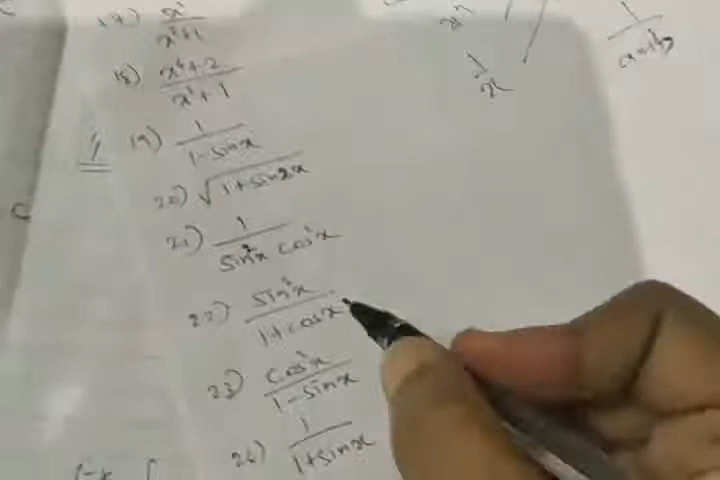 17) x²/(x²+1)
18) (x⁴+2)/(x²+1)
19) 1/(1-sinx)
20) √(1+sin2x)
21) 1/(sin²x cos²x)
22) sin²x/(1+cosx)
23) cos²x/(1-sinx)
24) 1/(1+sinx)
1/x